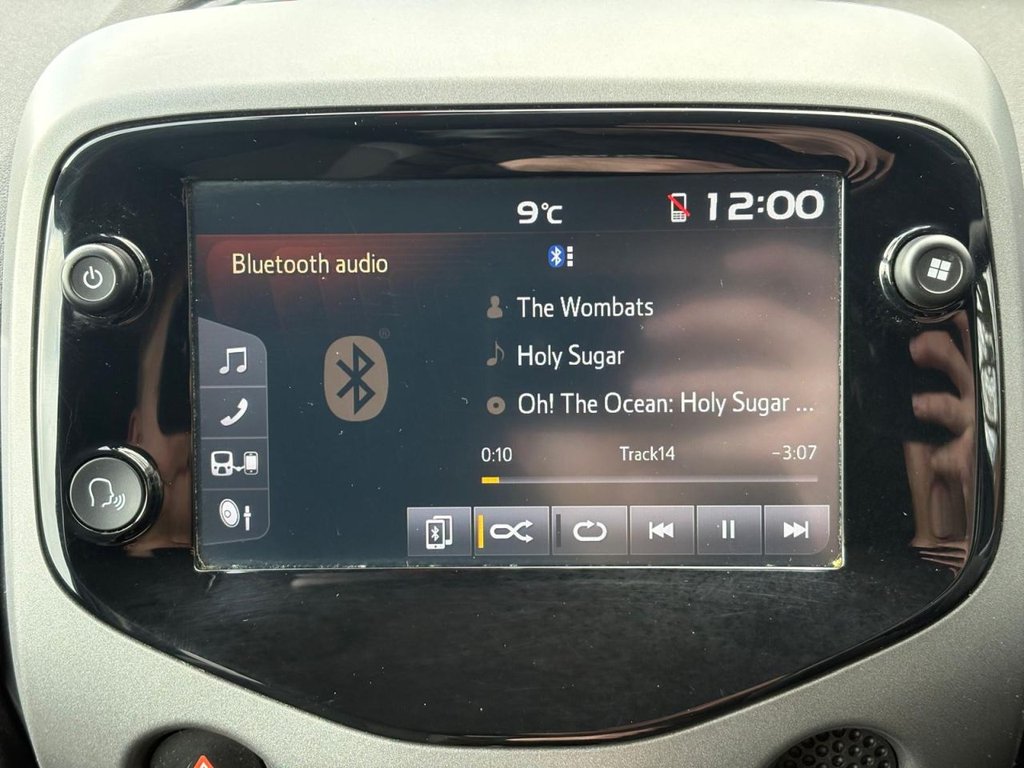 9°C
12:00
Bluetooth audio
®
The Wombats
Holy Sugar
Oh! The Ocean: Holy Sugar ...
0:10 Track14 -3:07